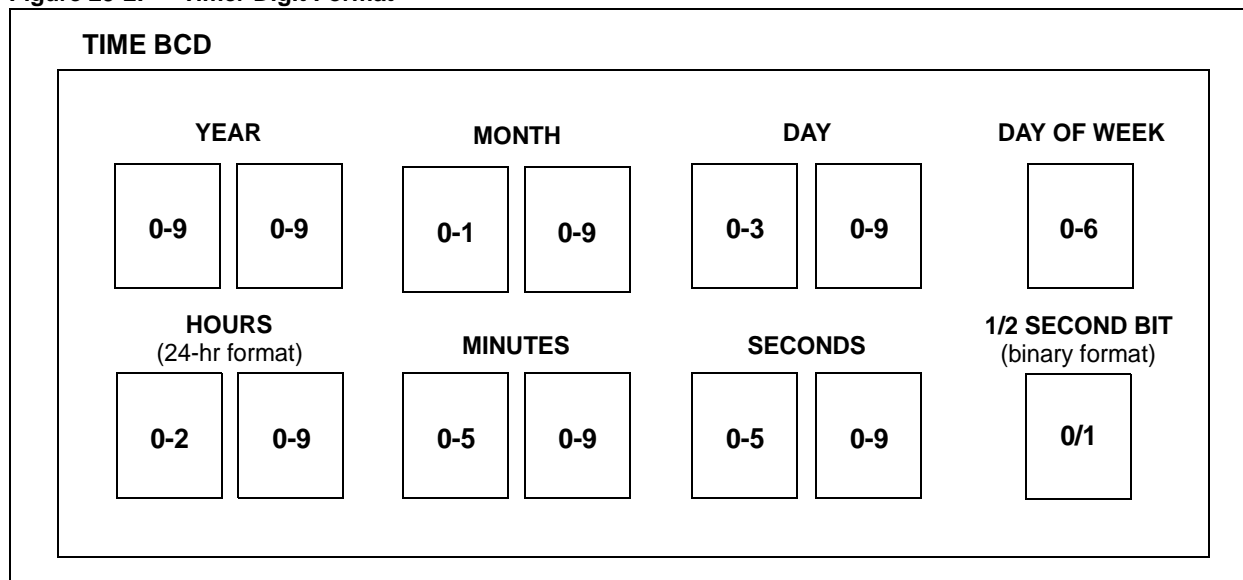 TIME BCD
YEAR MONTH DAY DAY OF WEEK
0-9 0-9 0-1 0-9 0-3 0-9 0-6
HOURS MINUTES SECONDS 1/2 SECOND BIT
(24-hr format) (binary format)
0-2 0-9 0-5 0-9 0-5 0-9 0/1